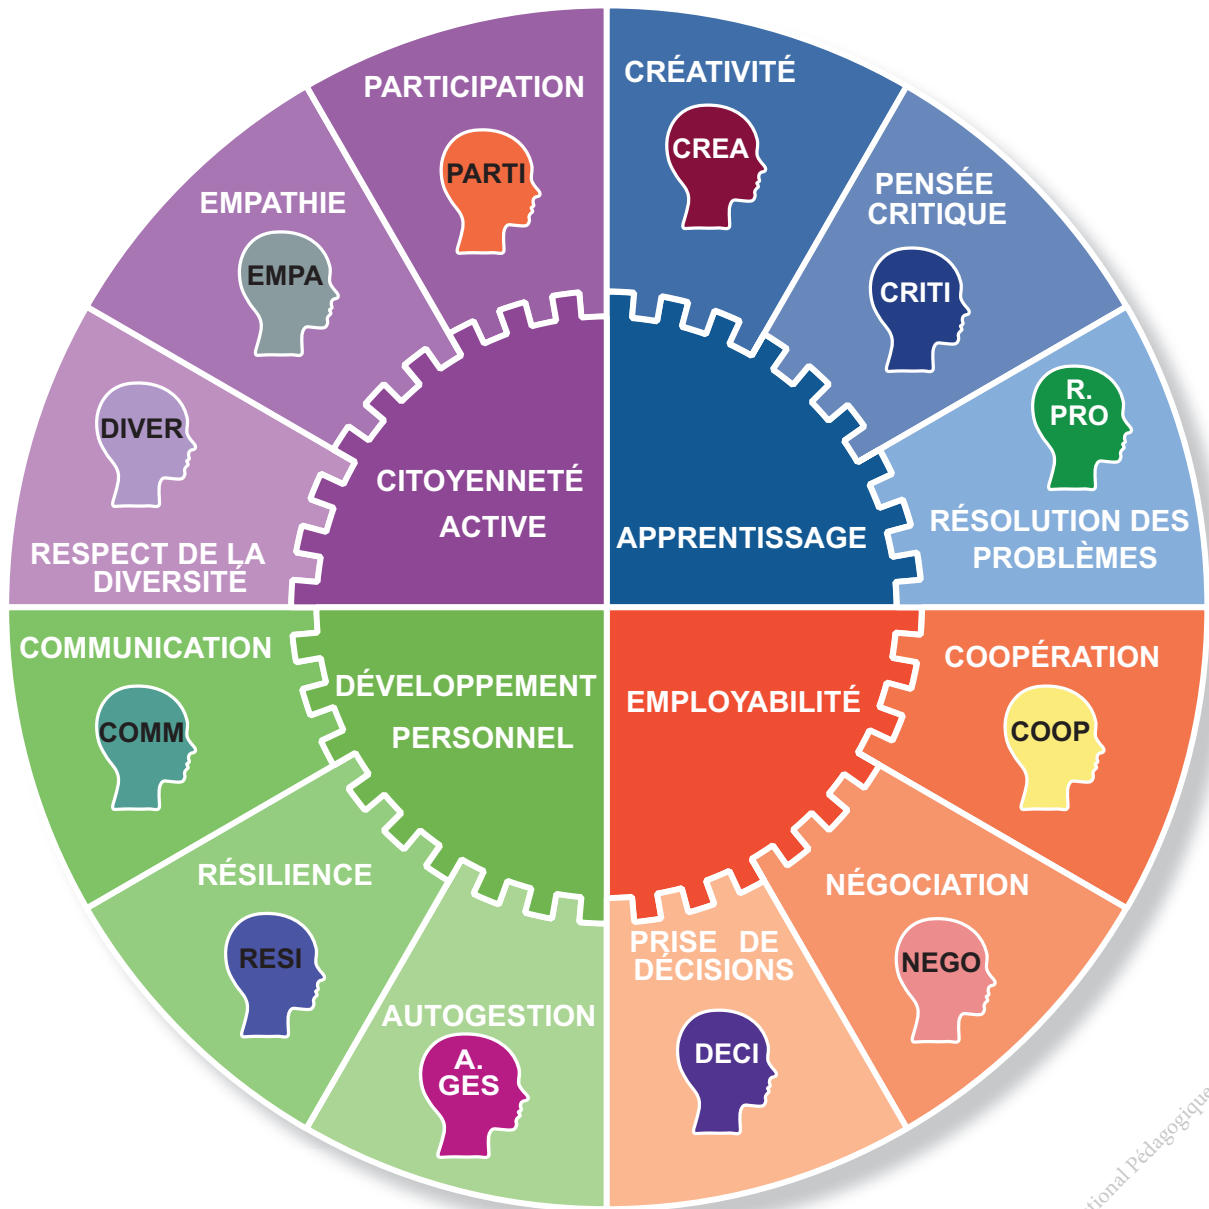 PARTICIPATION
PARTI
EMPATHIE
EMPA
DIVER
RESPECT DE LA
DIVERSITÉ
CITOYENNETÉ
ACTIVE
CRÉATIVITÉ
CREA
PENSÉE
CRITIQUE
CRITI
R.
PRO
RÉSOLUTION DES
PROBLÈMES
APPRENTISSAGE
COMMUNICATION
COMM
DÉVELOPPEMENT
PERSONNEL
RÉSILIENCE
RESI
AUTOGESTION
A.
GES
EMPLOYABILITÉ
COOPÉRATION
COOP
NÉGOCIATION
NEGO
PRISE DE
DÉCISIONS
DECI
Pédagogique